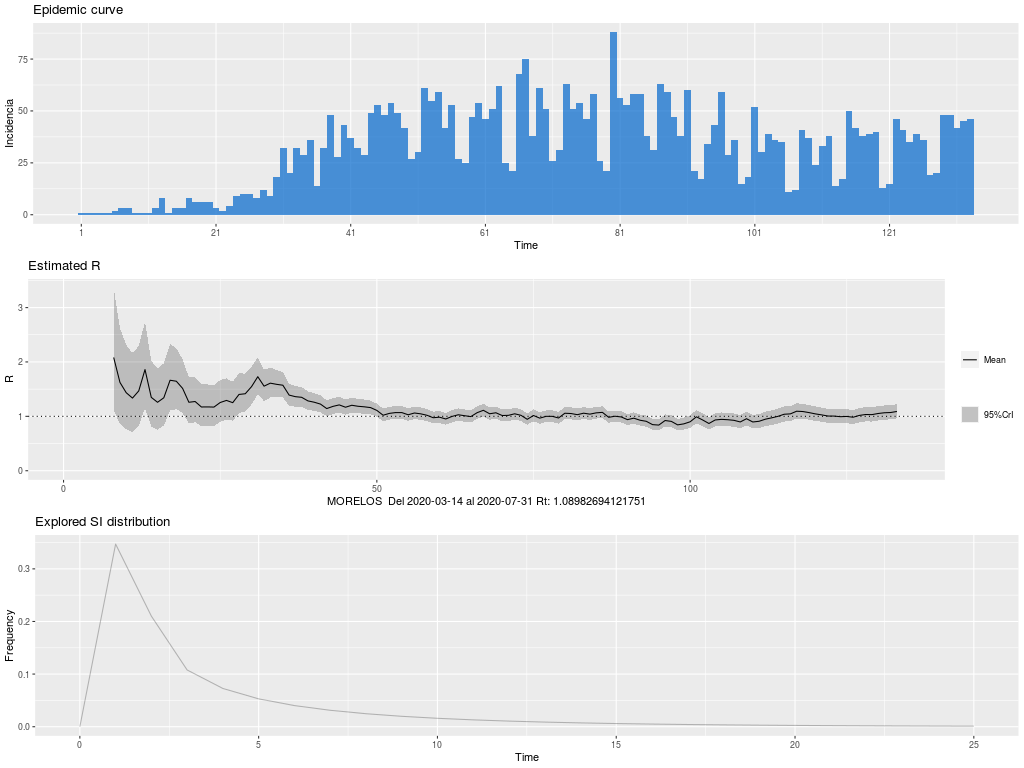 Epidemic curve
Incidencia
75
50
25
0
1 21 41 61 81 101 121
Time
Estimated R
R
3
2
1
0
0 50 100
Mean
95%CrI
MORELOS Del 2020-03-14 al 2020-07-31 Rt: 1.08982694121751
Explored SI distribution
Frequency
0.3
0.2
0.1
0.0
0 5 10 15 20 25
Time